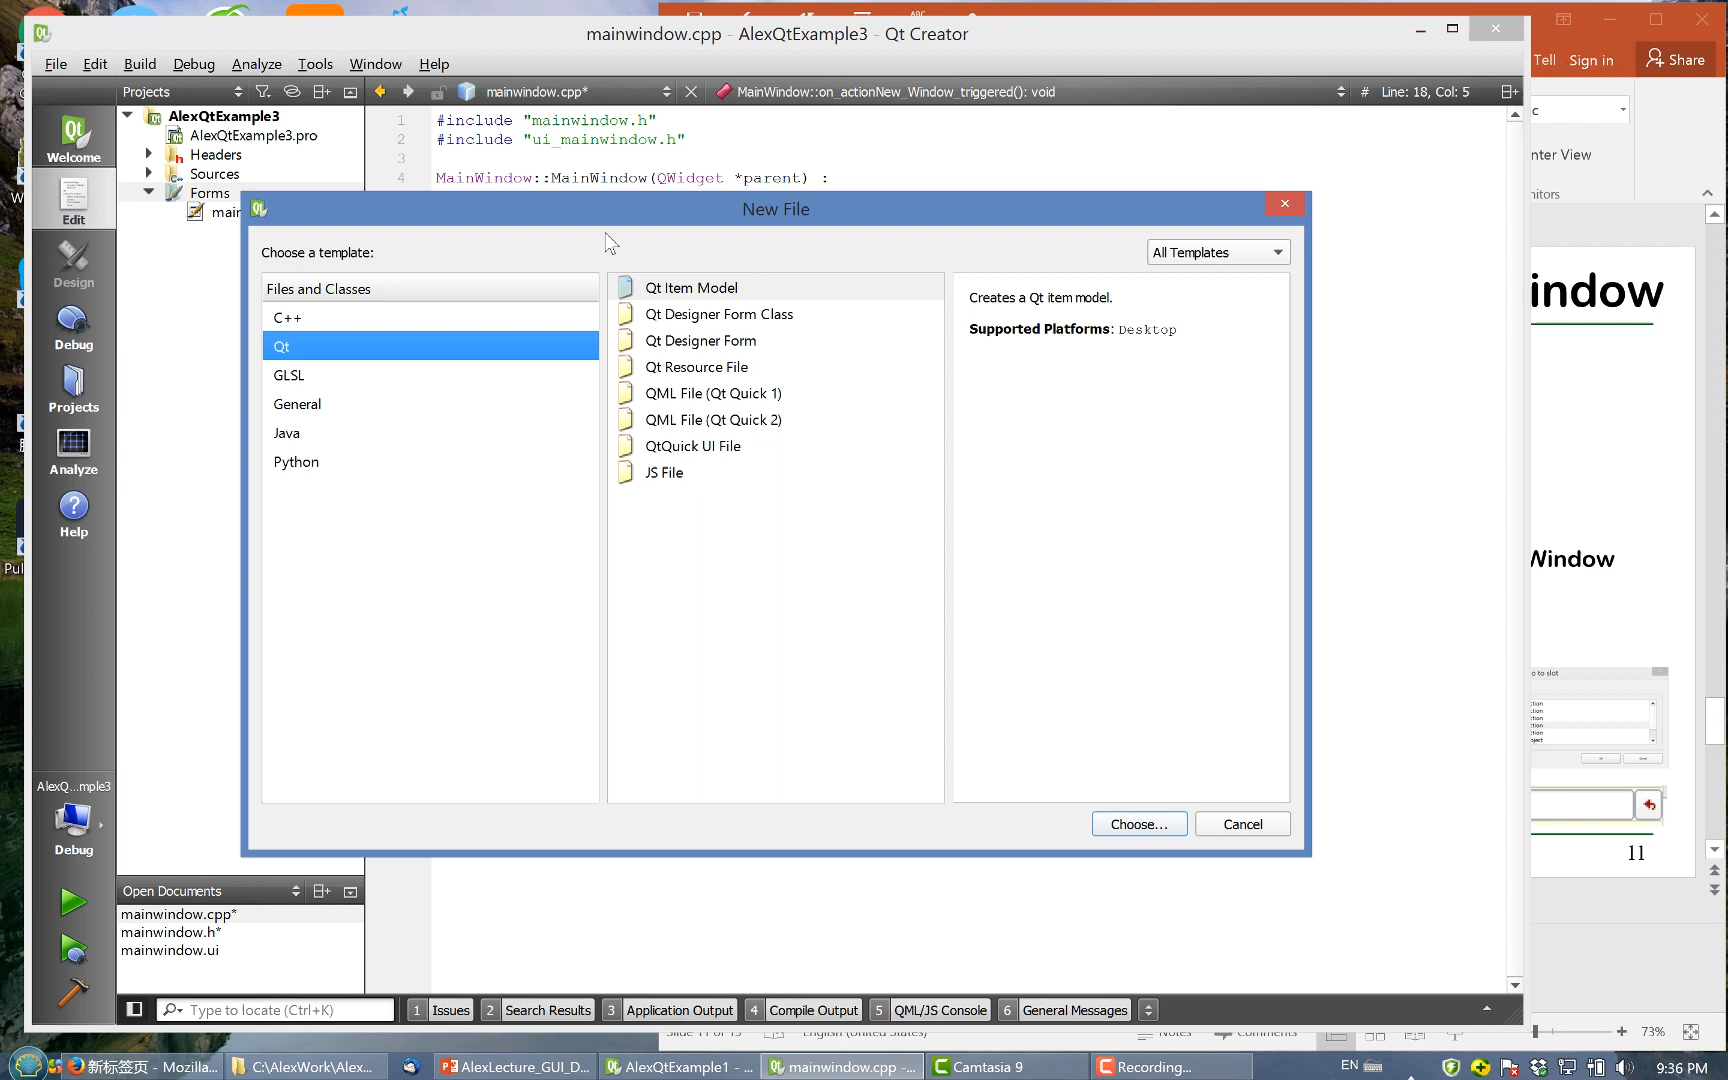 mainwindow.cpp - AlexQtExample3 - Qt Creator
File Edit Build Debug Analyze Tools Window Help
Tell Sign in Share
Projects
mainwindow.cpp*
MainWindow::on_actionNew_Window_triggered(): void
# Line: 18, Col: 5
AlexQtExample3
AlexQtExample3.pro
Headers
Sources
Forms
Welcome
Edit
Design
Debug
Projects
Analyze
Help
1 #include "mainwindow.h"
2 #include "ui_mainwindow.h"
3
4 MainWindow::MainWindow(QWidget *parent) :
New File
Choose a template:
All Templates
Files and Classes
C++
Qt
GLSL
General
Java
Python
Qt Item Model
Qt Designer Form Class
Qt Designer Form
Qt Resource File
QML File (Qt Quick 1)
QML File (Qt Quick 2)
QtQuick UI File
JS File
Creates a Qt item model.
Supported Platforms: Desktop
Choose...
Cancel
AlexQ...mple3
Debug
Open Documents
mainwindow.cpp*
mainwindow.h*
mainwindow.ui
Type to locate (Ctrl+K)
1 Issues
2 Search Results
3 Application Output
4 Compile Output
5 QML/JS Console
6 General Messages
nter View
nitors
indow
Window
o to slot
11
English (United States)
Notes
Comments
73%
新标签页 - Mozilla...
C:\AlexWork\Alex...
AlexLecture_GUI_D...
AlexQtExample1 - ...
mainwindow.cpp -...
Camtasia 9
Recording...
EN
9:36 PM